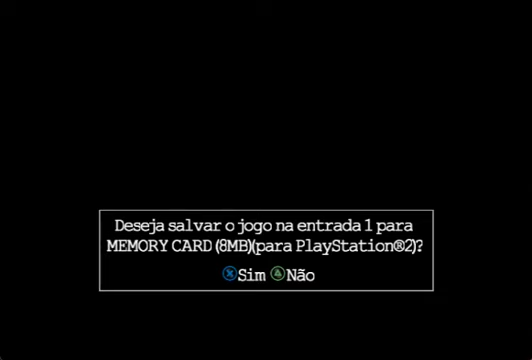 Deseja salvar o jogo na entrada 1 para
MEMORY CARD (8MB)(para PlayStation®2)?
Sim Não